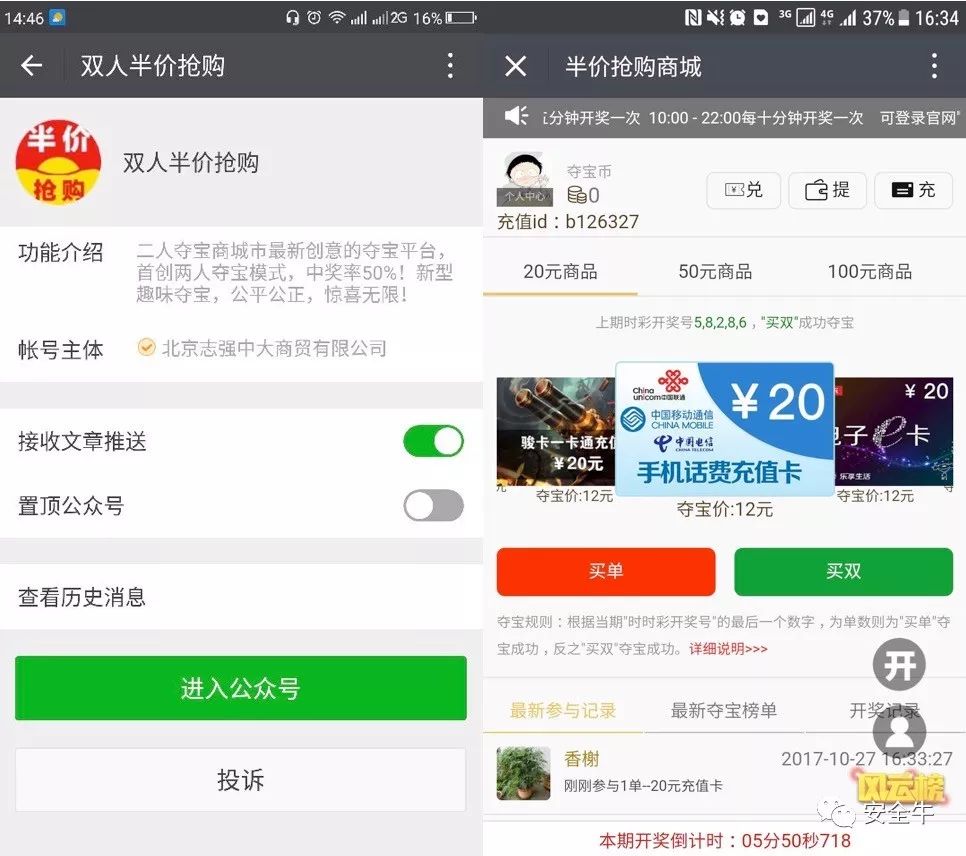 14:46
2G 16%
双人半价抢购
半价
抢购
双人半价抢购
功能介绍
二人夺宝商城市最新创意的夺宝平台，
首创两人夺宝模式，中奖率50%！新型
趣味夺宝，公平公正，惊喜无限！
帐号主体
北京志强中大商贸有限公司
接收文章推送
置顶公众号
查看历史消息
进入公众号
投诉
3G 4G 37% 16:34
半价抢购商城
分钟开奖一次 10:00 - 22:00每十分钟开奖一次 可登录官网"
个人中心
夺宝币
0
兑
提
充
充值id：b126327
20元商品
50元商品
100元商品
上期时彩开奖号5,8,2,8,6，"买双"成功夺宝
骏卡一卡通充值
￥20元
夺宝价:12元
China
unicom中国联通
中国移动通信
CHINA MOBILE
中国电信
CHINA TELECOM
¥20
手机话费充值卡
夺宝价:12元
¥ 20
电子e卡
乐享生活
夺宝价:12元
买单
买双
夺宝规则：根据当期"时时彩开奖号"的最后一个数字，为单数则为"买单"夺
宝成功，反之"买双"夺宝成功。详细说明>>>
开
最新参与记录
最新夺宝榜单
开奖记录
香榭
2017-10-27 16:33:27
刚刚参与1单--20元充值卡
风云榜
安全牛
本期开奖倒计时：05分50秒718